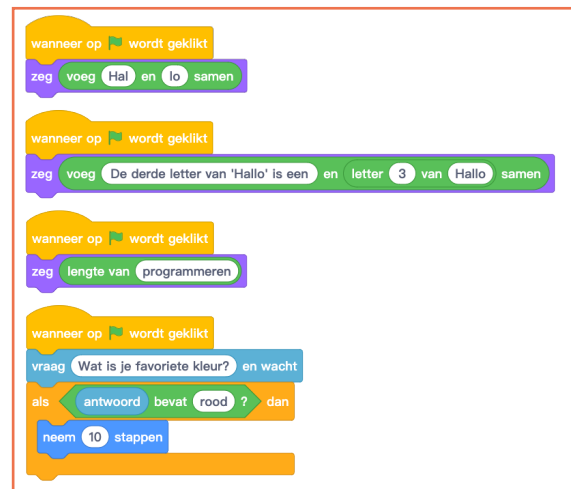 wanneer op wordt geklikt
zeg voeg Hal en lo samen
wanneer op wordt geklikt
zeg voeg De derde letter van 'Hallo' is een en letter 3 van Hallo samen
wanneer op wordt geklikt
zeg lengte van programmeren
wanneer op wordt geklikt
vraag Wat is je favoriete kleur? en wacht
als antwoord bevat rood ? dan
neem 10 stappen